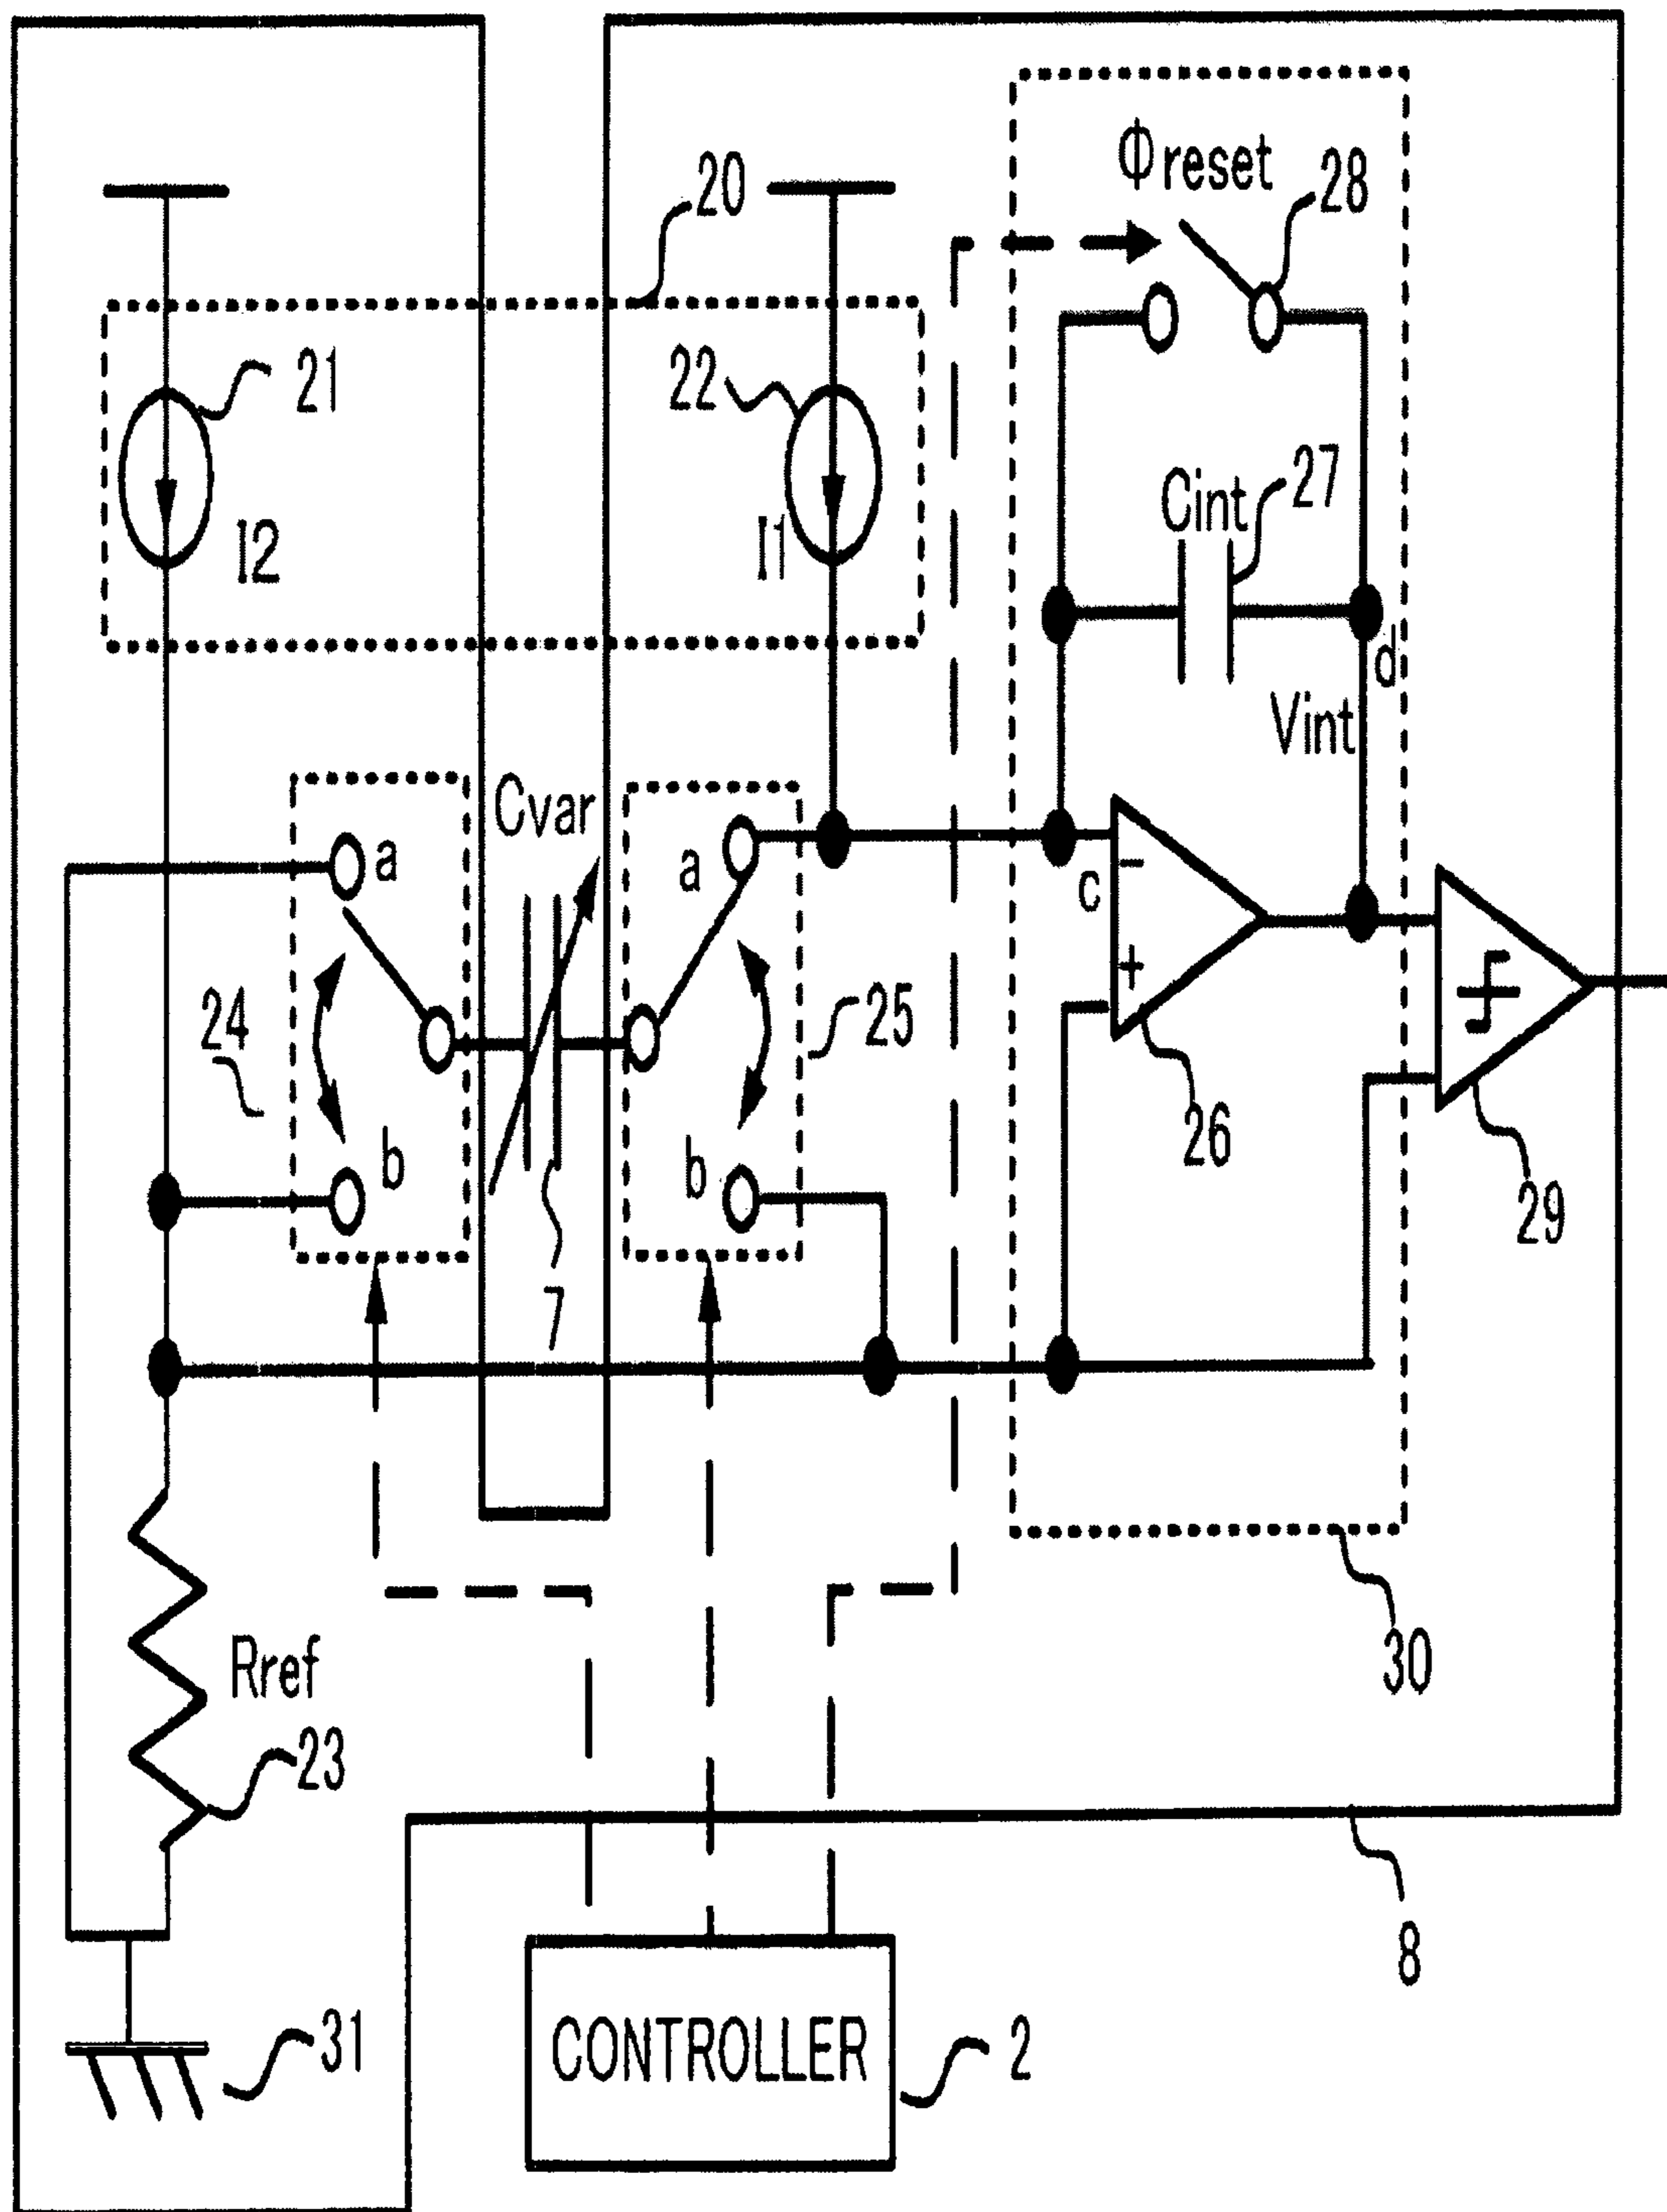 Φreset
20
28
21
22
I2
I1
Cint
27
d
Vint
Cvar
a
a
c
-
+
24
25
b
b
26
29
7
30
Rref
23
8
31
CONTROLLER
2